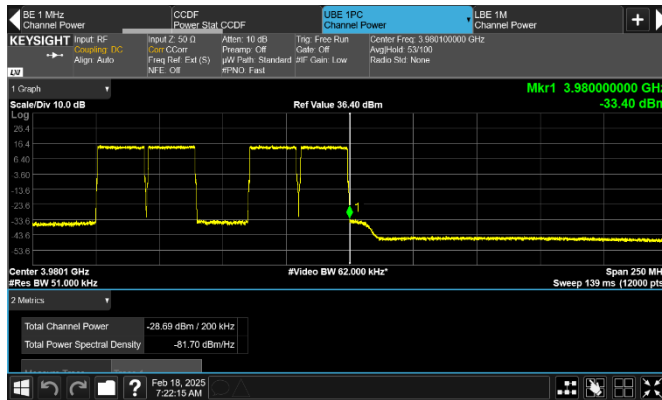 BE 1 MHz
Channel Power
CCDF
Power Stat CCDF
UBE 1PC
Channel Power
LBE 1M
Channel Power
KEYSIGHT
Input: RF
Coupling: DC
Align: Auto
Input Z: 50 Ω
Corr CCorr
Freq Ref: Ext (S)
NFE: Off
Atten: 10 dB
Preamp: Off
µW Path: Standard
#PNO: Fast
Trig: Free Run
Gate: Off
#IF Gain: Low
Center Freq: 3.980100000 GHz
Avg|Hold: 53/100
Radio Std: None
LXI
1 Graph
Mkr1 3.980000000 GHz
Scale/Div 10.0 dB
Ref Value 36.40 dBm
-33.40 dBm
Log
26.4
16.4
6.40
-3.60
-13.6
-23.6
-33.6
-43.6
-53.6
1
Center 3.9801 GHz
#Video BW 62.000 kHz*
Span 250 MH
#Res BW 51.000 kHz
Sweep 139 ms (12000 pts
2 Metrics
Total Channel Power -28.69 dBm / 200 kHz
Total Power Spectral Density -81.70 dBm/Hz
Feb 18, 2025
7:22:15 AM